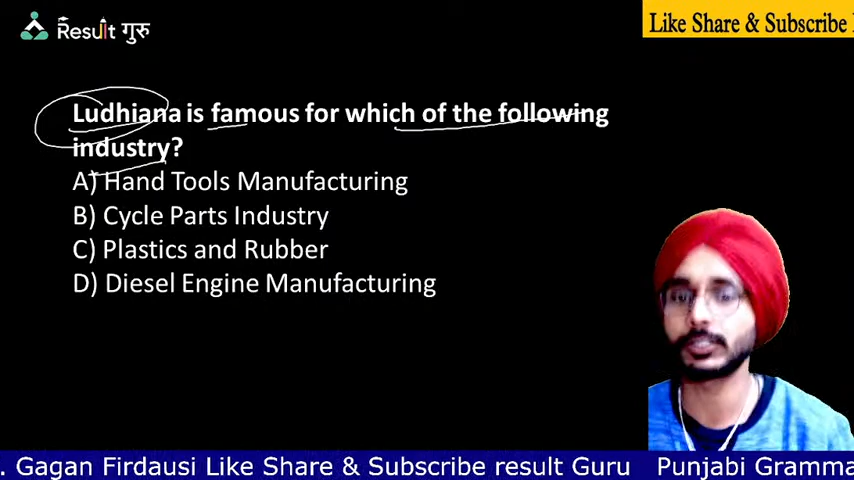 Result गुरु
Like Share & Subscribe
Ludhiana is famous for which of the following
industry?
A) Hand Tools Manufacturing
B) Cycle Parts Industry
C) Plastics and Rubber
D) Diesel Engine Manufacturing
. Gagan Firdausi Like Share & Subscribe result Guru Punjabi Gramma